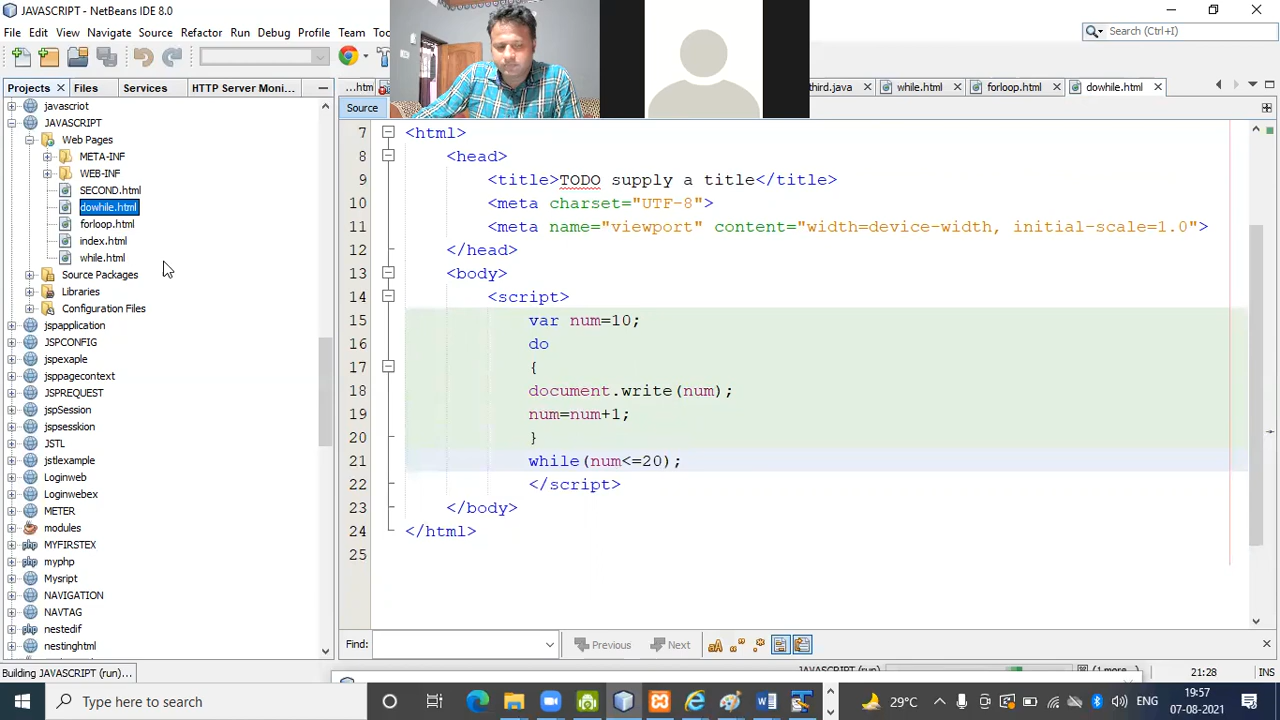 JAVASCRIPT - NetBeans IDE 8.0
File Edit View Navigate Source Refactor Run Debug Profile Team
Search (Ctrl+I)
Projects Files Services HTTP Server Moni...
...htm third.java while.html forloop.html dowhile.html
Source
javascriot
JAVASCRIPT
Web Pages
META-INF
WEB-INF
SECOND.html
dowhile.html
forloop.html
index.html
while.html
Source Packages
Libraries
Configuration Files
jspapplication
JSPCONFIG
jspexaple
jsppagecontext
JSPREQUEST
jspSession
jspsesskion
JSTL
jstlexample
Loginweb
Loginwebex
METER
modules
MYFIRSTEX
myphp
Mysript
NAVIGATION
NAVTAG
nestedif
nestinghtml
7 <html>
8 <head>
9 <title>TODO supply a title</title>
10 <meta charset="UTF-8">
11 <meta name="viewport" content="width=device-width, initial-scale=1.0">
12 </head>
13 <body>
14 <script>
15 var num=10;
16 do
17 {
18 document.write(num);
19 num=num+1;
20 }
21 while(num<=20);
22 </script>
23 </body>
24 </html>
25
Find: Previous Next
Building JAVASCRIPT (run)... JAVASCRIPT (run) (1 more... 21:28 INS
Type here to search 29°C ENG 19:57
07-08-2021